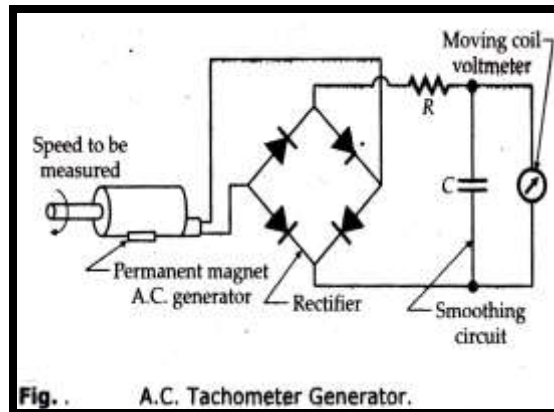 Moving coil
voltmeter
R
Speed to be
measured
C
Permanent magnet
A.C. generator
Rectifier
Smoothing
circuit
Fig. . A.C. Tachometer Generator.